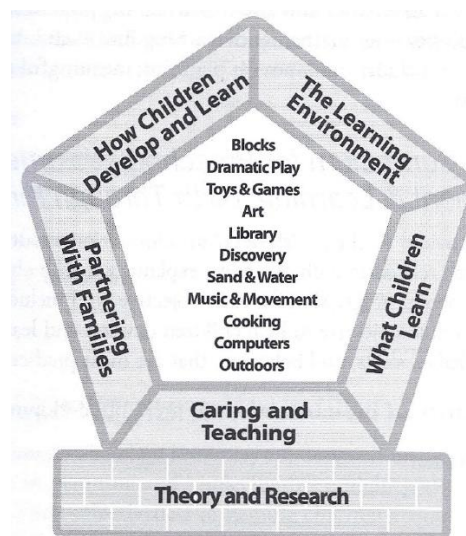 How Children
Develop and Learn
The Learning
Environment
Blocks
Dramatic Play
Toys & Games
Art
Library
Discovery
Sand & Water
Music & Movement
Cooking
Computers
Outdoors
Partnering
With Families
What Children
Learn
Caring and
Teaching
Theory and Research